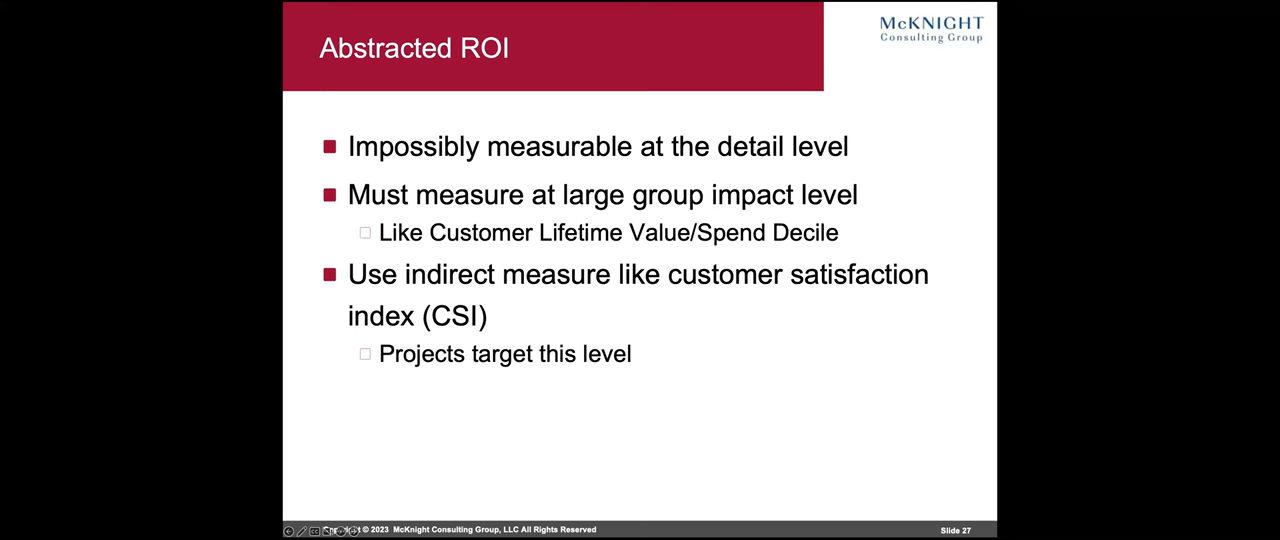 Abstracted ROI
McKNIGHT
Consulting Group
Impossibly measurable at the detail level
Must measure at large group impact level
Like Customer Lifetime Value/Spend Decile
Use indirect measure like customer satisfaction
index (CSI)
Projects target this level
© 2023 McKnight Consulting Group, LLC All Rights Reserved
Slide 27